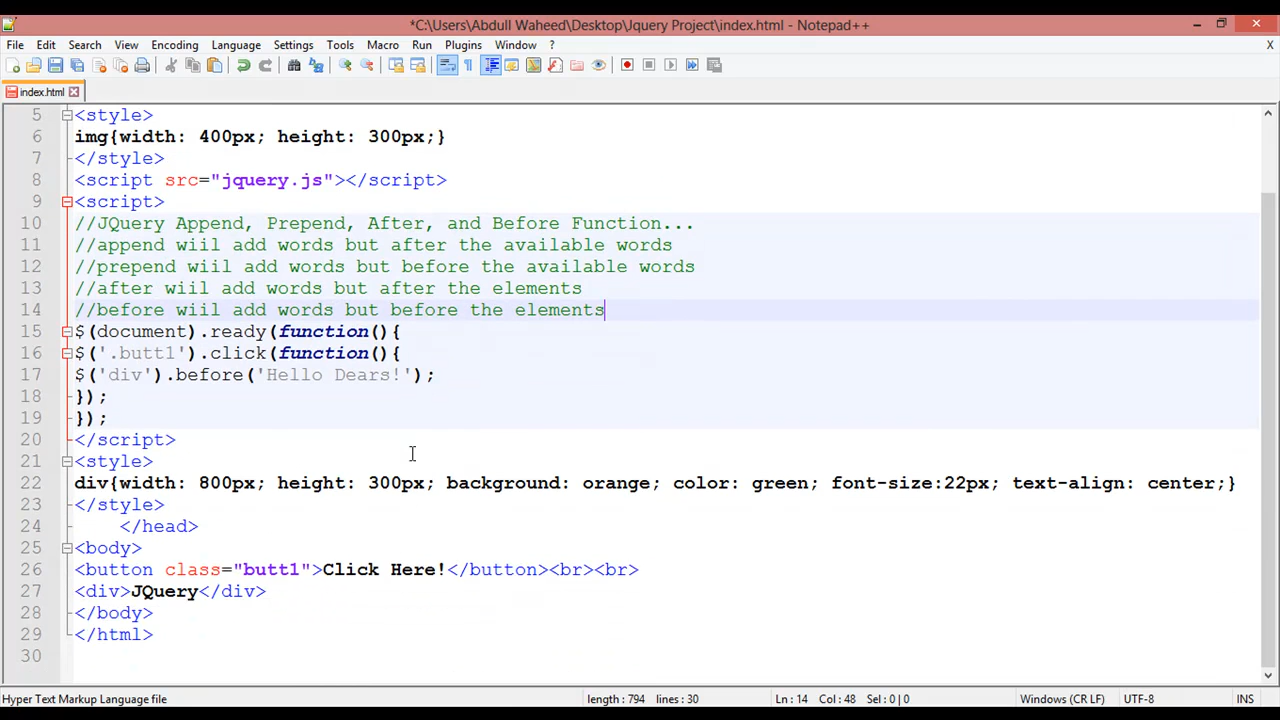 *C:\Users\Abdull Waheed\Desktop\Jquery Project\index.html - Notepad++
File Edit Search View Encoding Language Settings Tools Macro Run Plugins Window ? X
index.html
5 <style>
6 img{width: 400px; height: 300px;}
7 </style>
8 <script src="jquery.js"></script>
9 <script>
10 //JQuery Append, Prepend, After, and Before Function...
11 //append wiil add words but after the available words
12 //prepend wiil add words but before the available words
13 //after wiil add words but after the elements
14 //before wiil add words but before the elements
15 $(document).ready(function(){
16 $('.butt1').click(function(){
17 $('div').before('Hello Dears!');
18 });
19 });
20 </script>
21 <style>
22 div{width: 800px; height: 300px; background: orange; color: green; font-size:22px; text-align: center;}
23 </style>
24 </head>
25 <body>
26 <button class="butt1">Click Here!</button><br><br>
27 <div>JQuery</div>
28 </body>
29 </html>
30
Hyper Text Markup Language file length : 794 lines : 30 Ln : 14 Col : 48 Sel : 0 | 0 Windows (CR LF) UTF-8 INS